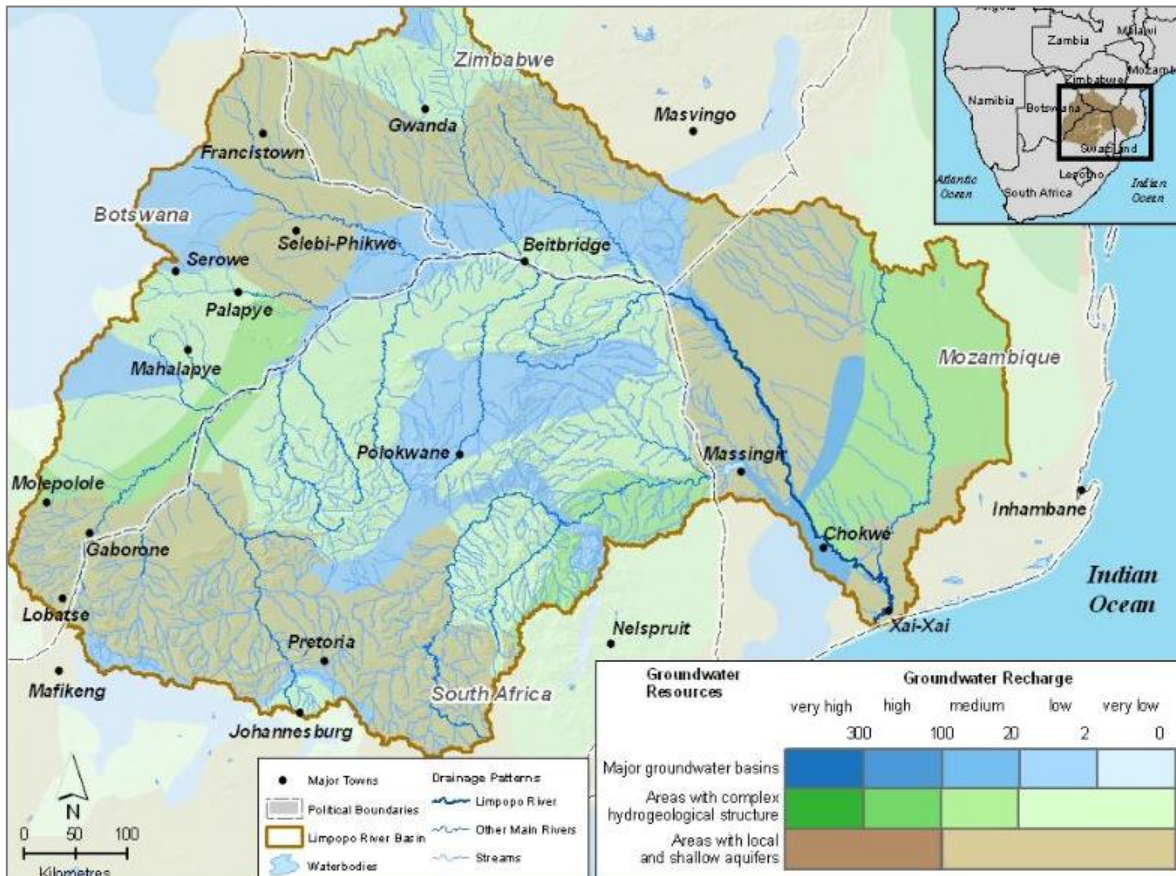 Zimbabwe
Masvingo
Gwanda
Francistown
Botswana
Selebi-Phikwe
Serowe
Beitbridge
Palapye
Mahalapye
Mozambique
Polokwane
Massingir
Molepolole
Gaborone
Inhambane
Chokwe
Lobatse
Indian
Ocean
Xai-Xai
Nelspruit
Pretoria
Mafikeng
South Africa
Johannesburg
Angola
Zambia
Malawi
Mozambi
Zimbabwe
Namibia
Botswana
Swaziland
Lesotho
South Africa
Atlantic
Ocean
Indian
Ocean
N
0 50 100
Kilometres
Major Towns
Political Boundaries
Limpopo River Basin
Waterbodies
Drainage Patterns
Limpopo River
Other Main Rivers
Streams
Groundwater
Resources
Groundwater Recharge
very high high medium low very low
300 100 20 2 0
Major groundwater basins
Areas with complex
hydrogeological structure
Areas with local
and shallow aquifers